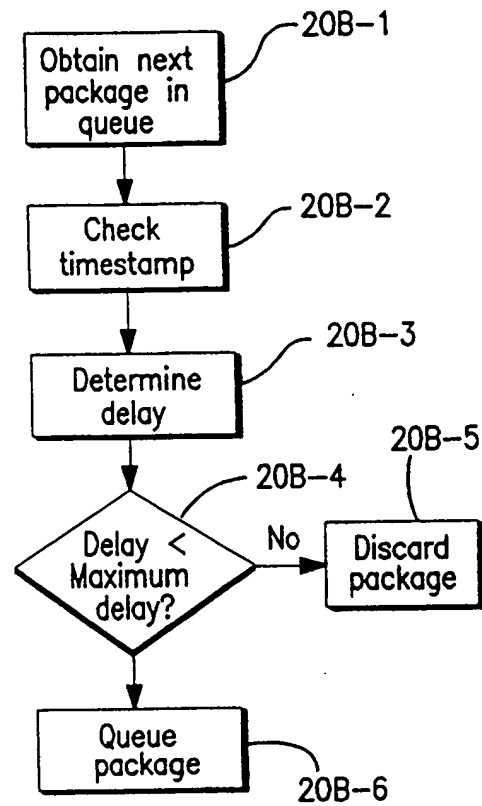 20B-1
Obtain next
package in
queue
20B-2
Check
timestamp
20B-3
Determine
delay
20B-4
20B-5
Delay <
Maximum
delay?
No
Discard
package
Queue
package
20B-6